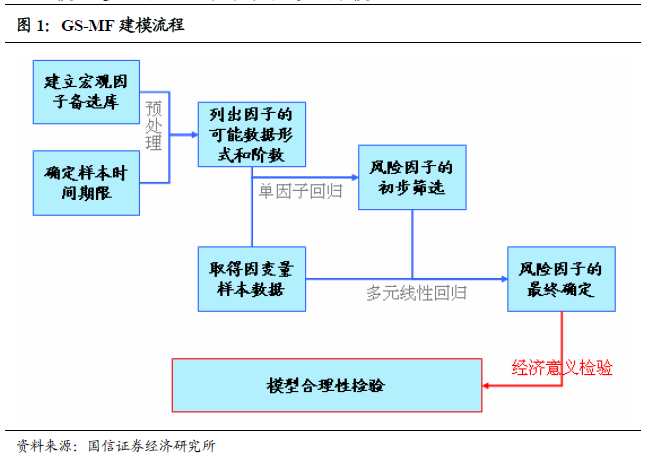 图 1：GS-MF 建模流程
建立宏观因
子备选库
预处理
列出因子的
可能数据形
式和阶数
确定样本时
间期限
风险因子的
初步筛选
单因子回归
取得因变量
样本数据
多元线性回归
风险因子的
最终确定
经济意义检验
模型合理性检验
资料来源：国信证券经济研究所